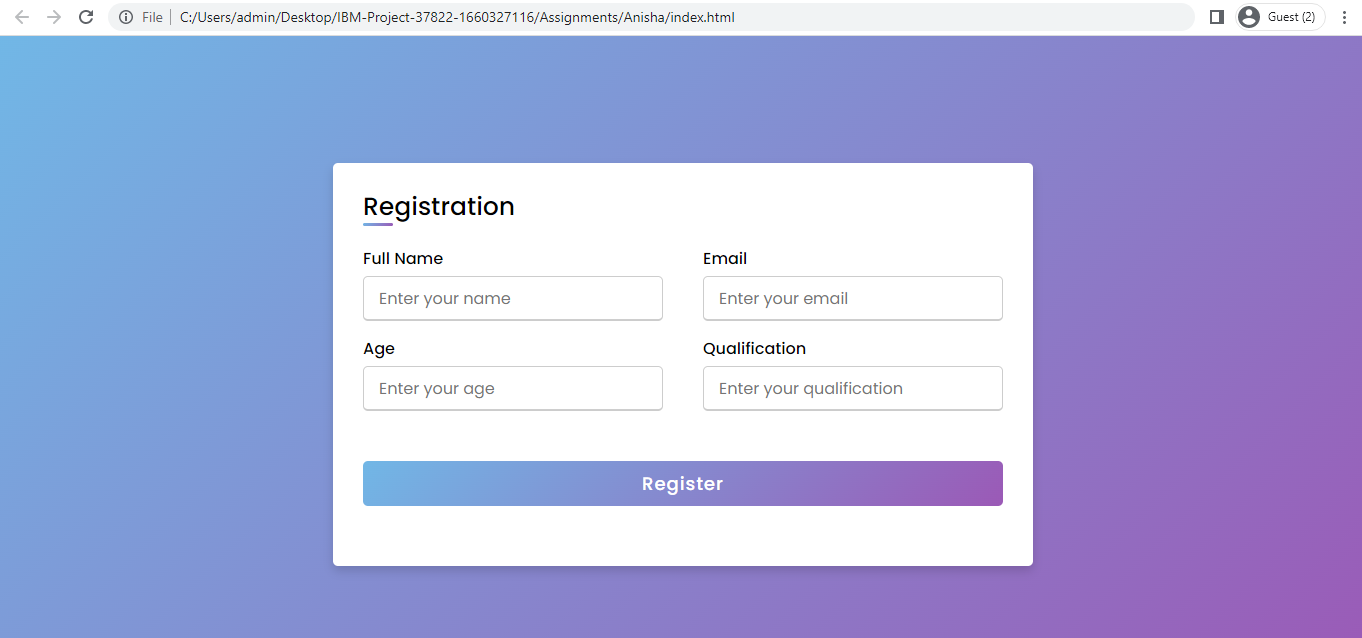 File C:/Users/admin/Desktop/IBM-Project-37822-1660327116/Assignments/Anisha/index.html Guest (2)
Registration
Full Name Email
Enter your name Enter your email
Age Qualification
Enter your age Enter your qualification
Register